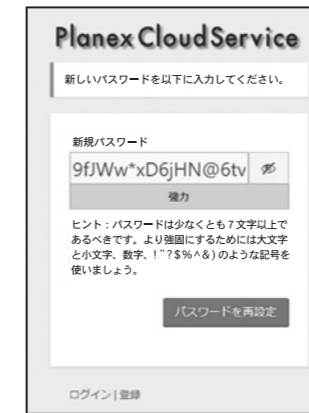 Planex CloudService
新しいパスワードを以下に入力してください。
新規パスワード
9fJWw*xD6jHN@6tv
強力
ヒント：パスワードは少なくとも７文字以上で
あるべきです。より強固にするためには大文字
と小文字、数字、! " ? $ % ^ & ) のような記号を
使いましょう。
パスワードを再設定
ログイン | 登録